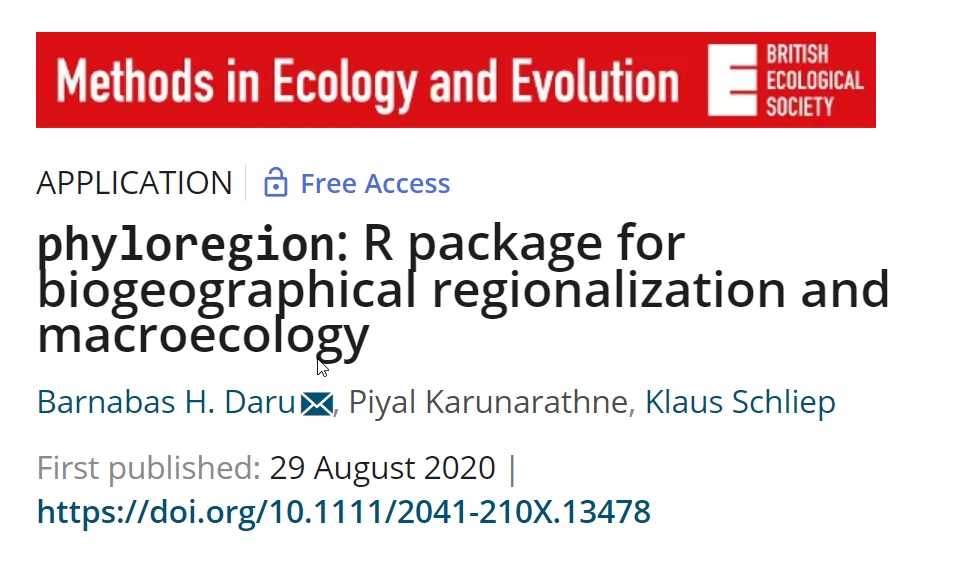 Methods in Ecology and Evolution
BRITISH
ECOLOGICAL
SOCIETY
APPLICATION
Free Access
phyloregion: R package for
biogeographical regionalization and
macroecology
Barnabas H. Daru, Piyal Karunarathne, Klaus Schliep
First published: 29 August 2020 |
https://doi.org/10.1111/2041-210X.13478